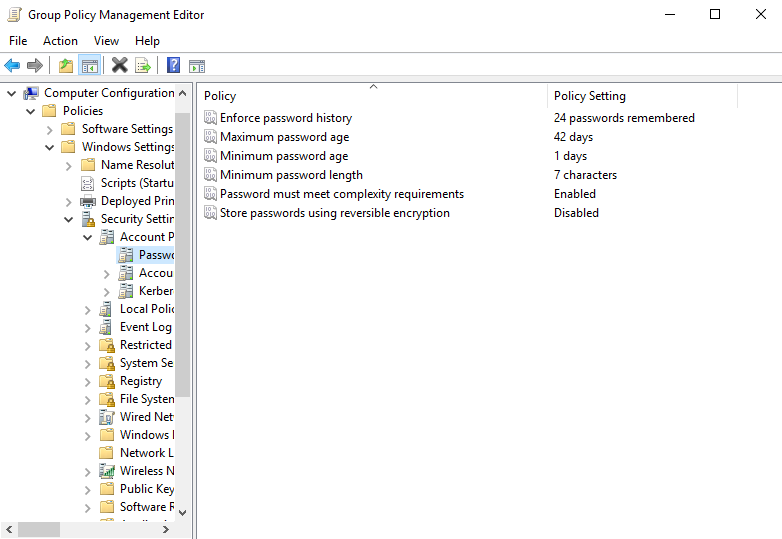 Group Policy Management Editor
File Action View Help
Computer Configuration
Policies
Software Settings
Windows Settings
Name Resolut
Scripts (Startu
Deployed Prin
Security Settin
Account P
Passwo
Accou
Kerber
Local Polic
Event Log
Restricted
System Se
Registry
File System
Wired Net
Windows
Network L
Wireless N
Public Key
Software R
Policy Policy Setting
Enforce password history 24 passwords remembered
Maximum password age 42 days
Minimum password age 1 days
Minimum password length 7 characters
Password must meet complexity requirements Enabled
Store passwords using reversible encryption Disabled